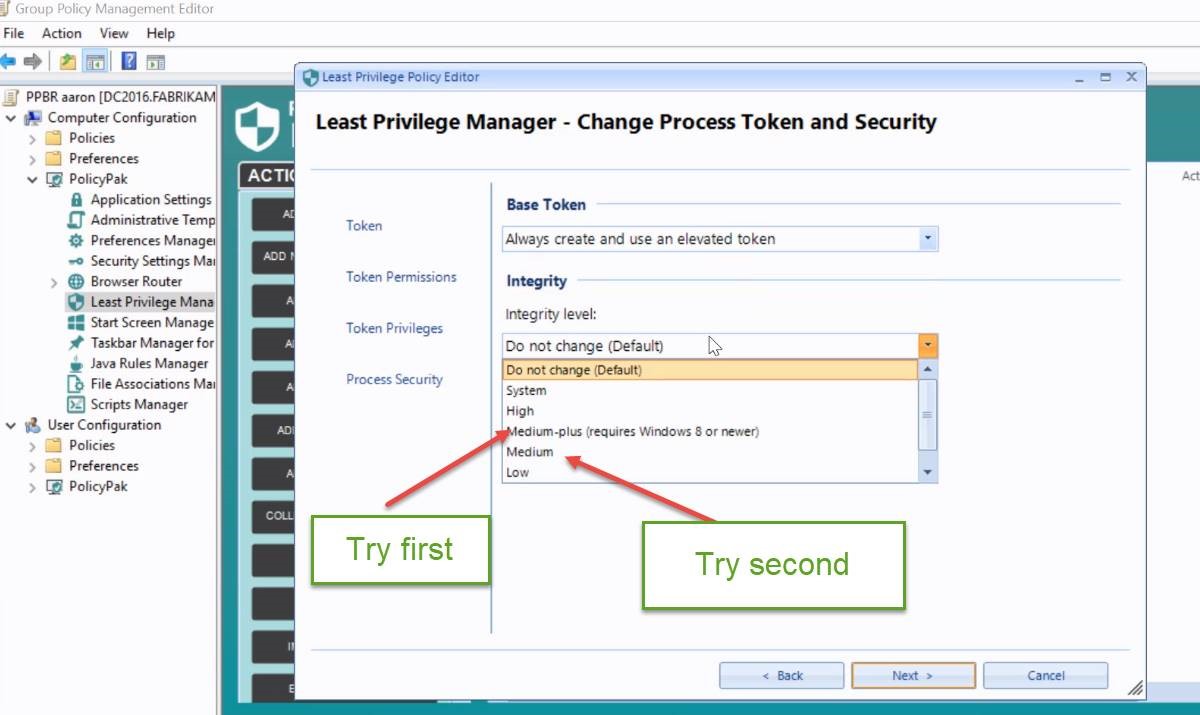 Group Policy Management Editor
File Action View Help
PPBR aaron [DC2016.FABRIKAM
Computer Configuration
Policies
Preferences
PolicyPak
Application Settings
Administrative Temp
Preferences Manager
Security Settings Ma
Browser Router
Least Privilege Mana
Start Screen Manage
Taskbar Manager for
Java Rules Manager
File Associations Ma
Scripts Manager
User Configuration
Policies
Preferences
PolicyPak
ACTIO
ADD N
COLL
Act
Least Privilege Policy Editor
Least Privilege Manager - Change Process Token and Security
Token
Token Permissions
Token Privileges
Process Security
Base Token
Always create and use an elevated token
Integrity
Integrity level:
Do not change (Default)
Do not change (Default)
System
High
Medium-plus (requires Windows 8 or newer)
Medium
Low
Try first
Try second
< Back
Next >
Cancel